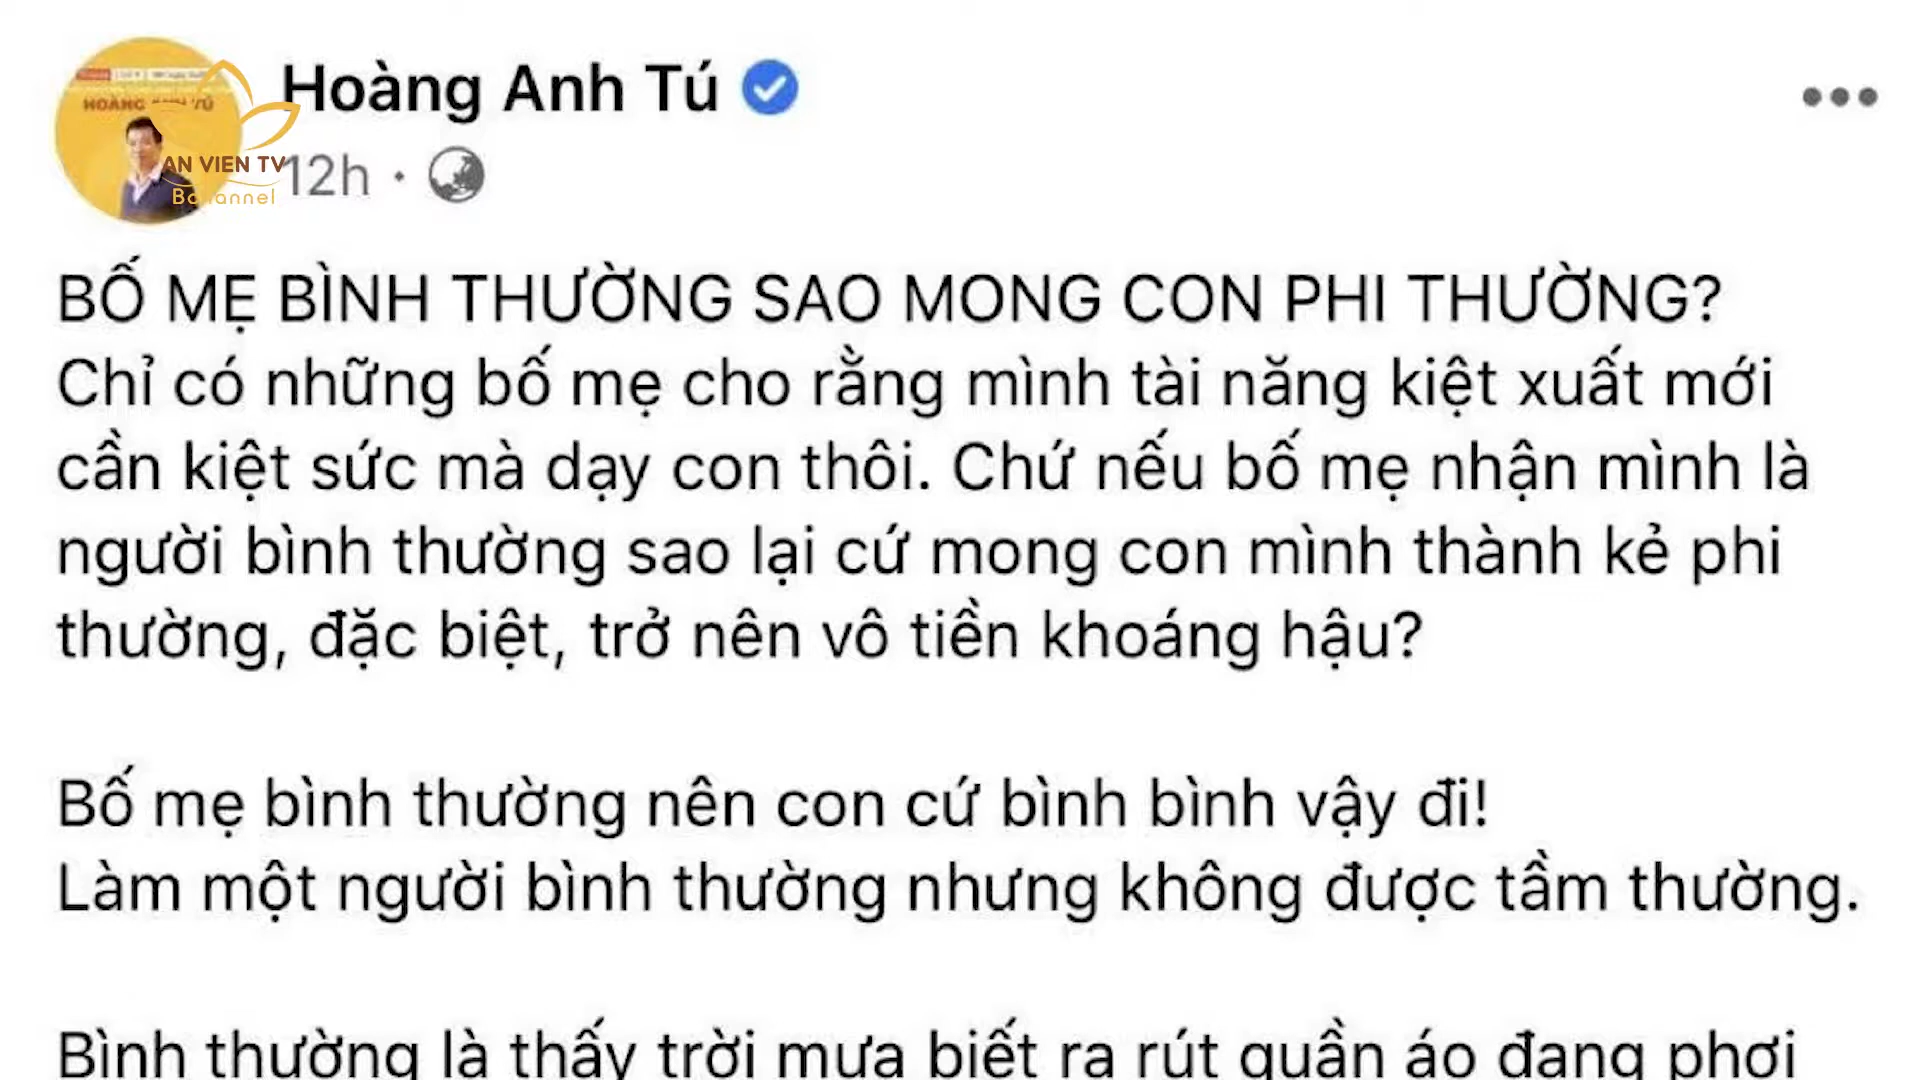 Hoàng Anh Tú
HOÀNG
AN VIEN TV
12h
BỐ MẸ BÌNH THƯỜNG SAO MONG CON PHI THƯỜNG?
Chỉ có những bố mẹ cho rằng mình tài năng kiệt xuất mới
cần kiệt sức mà dạy con thôi. Chứ nếu bố mẹ nhận mình là
người bình thường sao lại cứ mong con mình thành kẻ phi
thường, đặc biệt, trở nên vô tiền khoáng hậu?
Bố mẹ bình thường nên con cứ bình bình vậy đi!
Làm một người bình thường nhưng không được tầm thường.
Bình thường là thấy trời mưa biết ra rút quần áo đang phơi